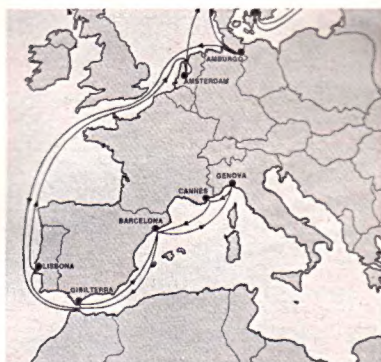 AMBURGO
AMSTERDAM
GENOVA
CANNES
BARCELONA
LISBONA
GIBILTERRA